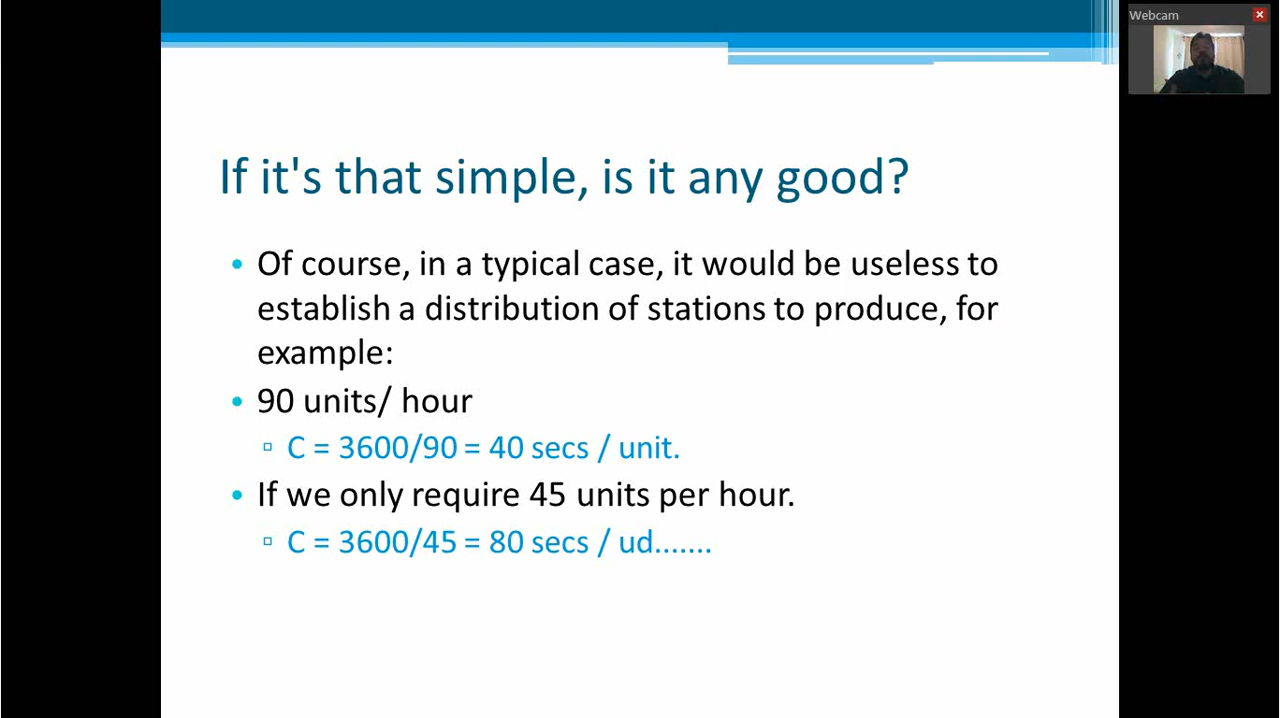 Webcam
If it's that simple, is it any good?
• Of course, in a typical case, it would be useless to
establish a distribution of stations to produce, for
example:
• 90 units/ hour
▫ C = 3600/90 = 40 secs / unit.
• If we only require 45 units per hour.
▫ C = 3600/45 = 80 secs / ud.......